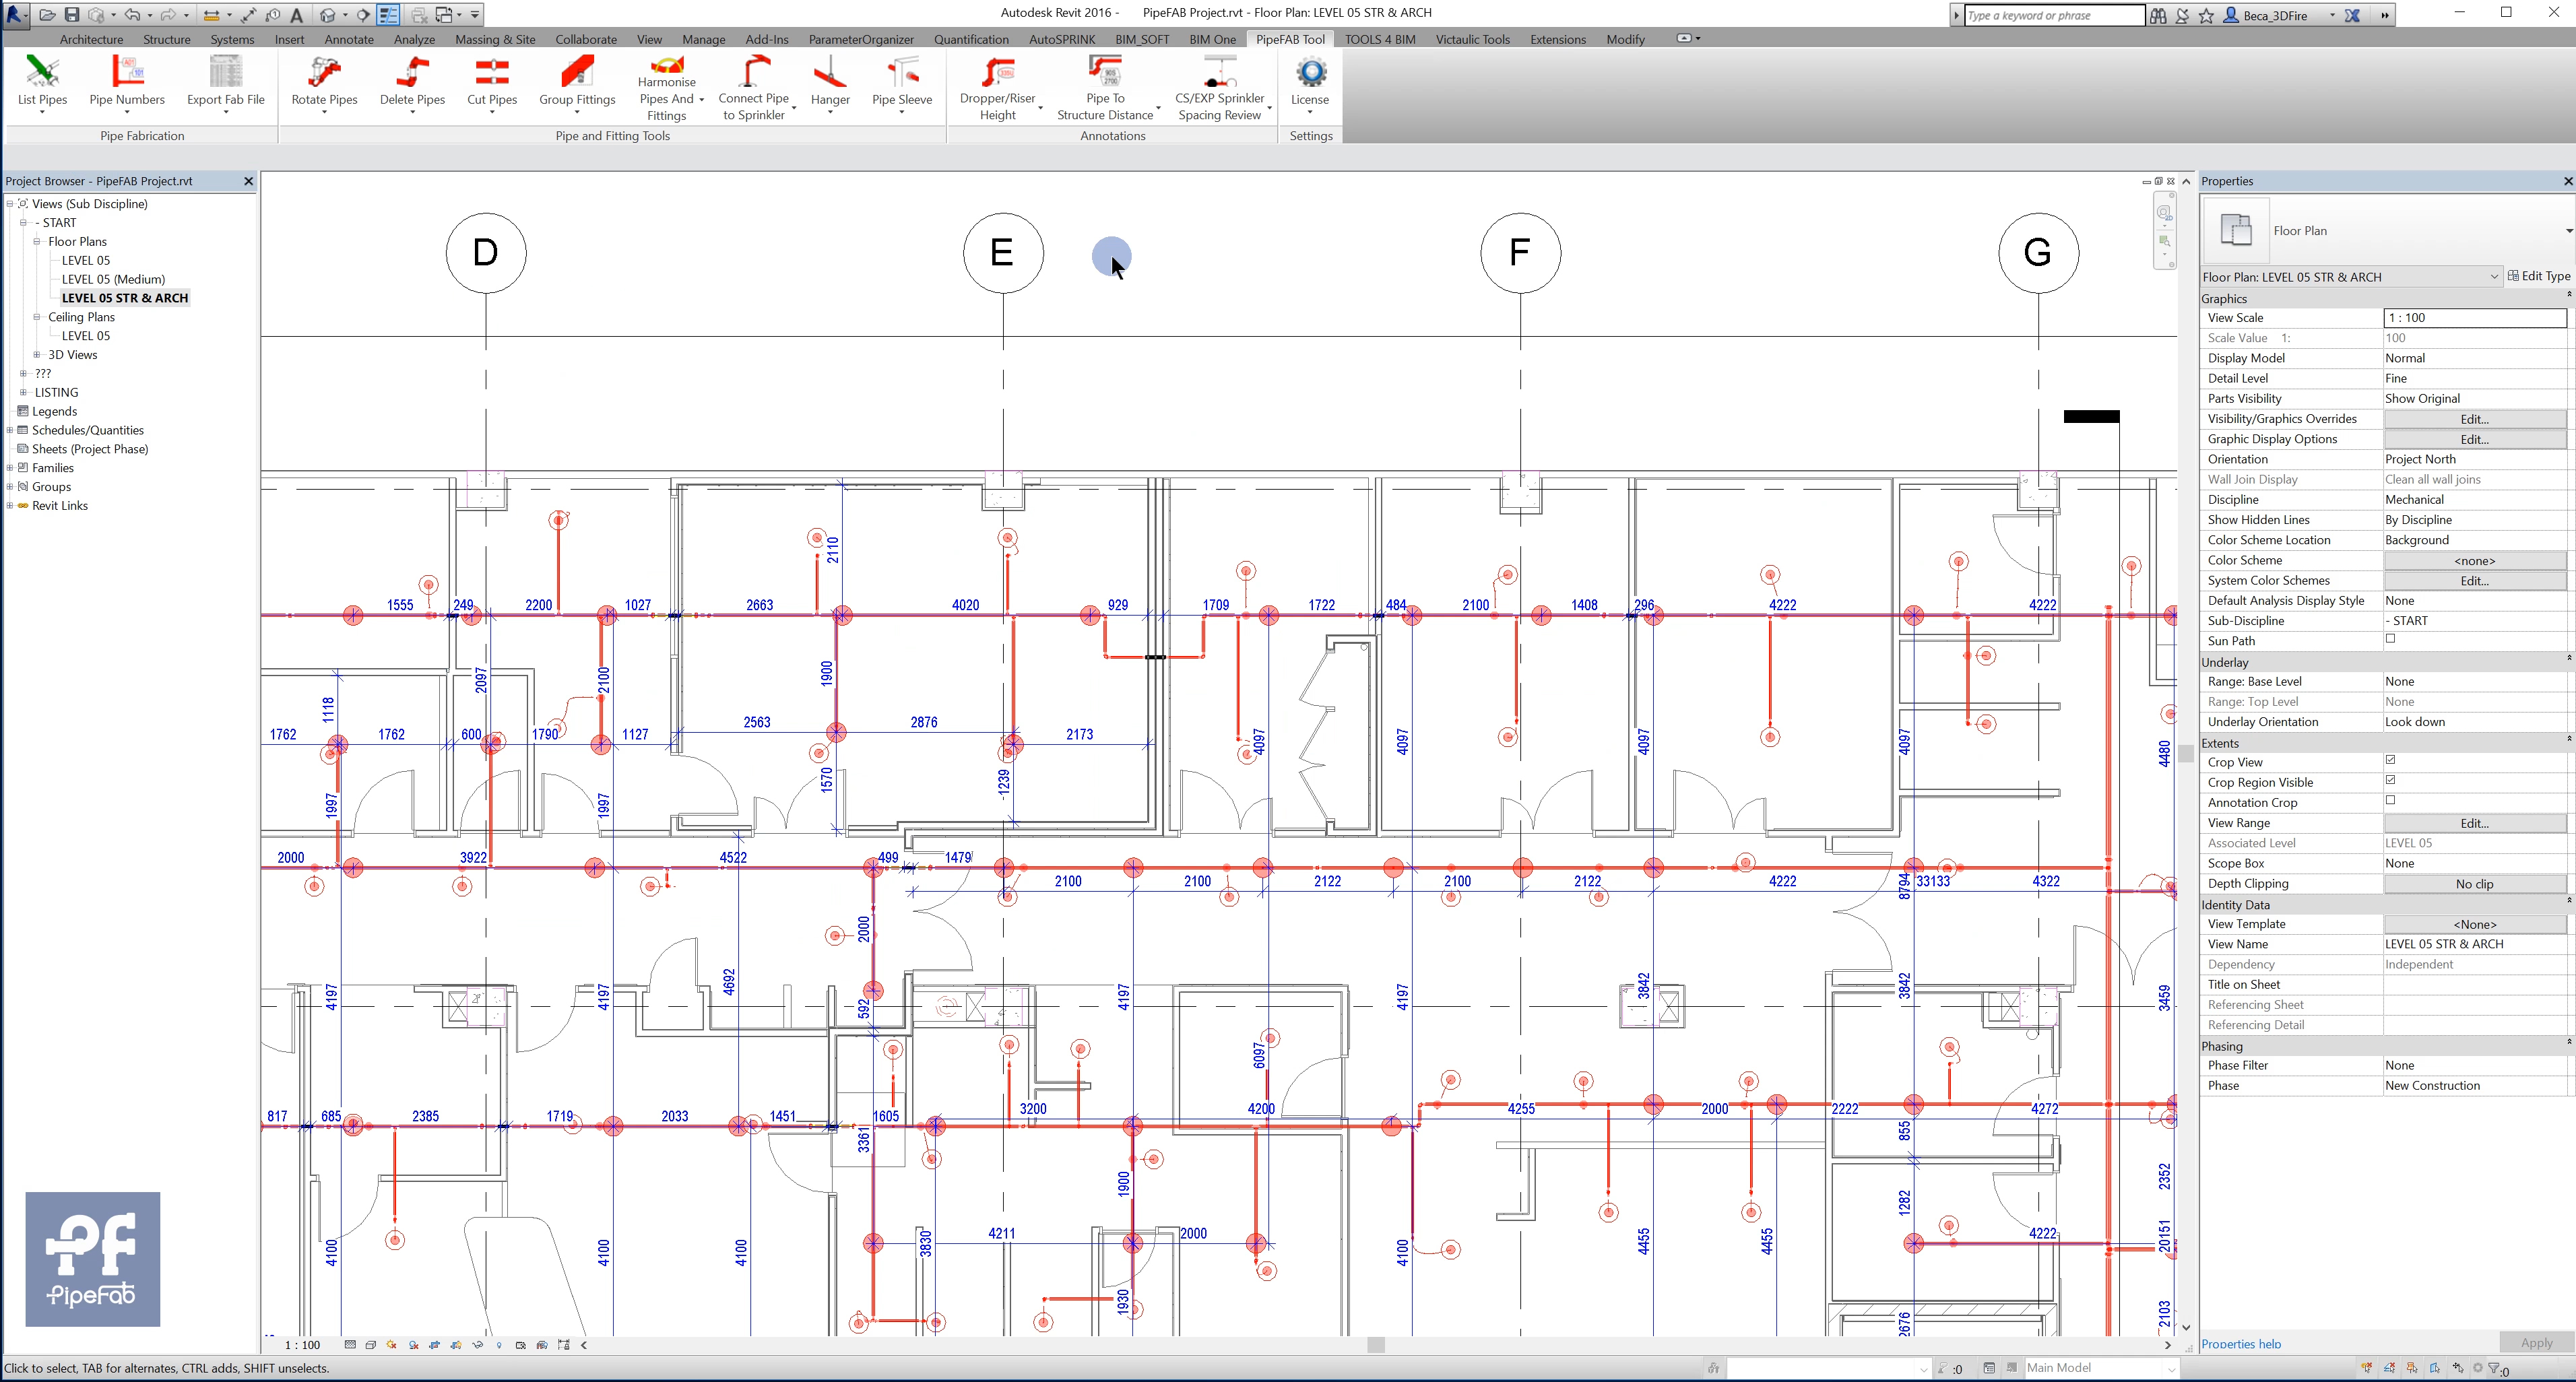 Autodesk Revit 2016 - PipeFAB Project.rvt - Floor Plan: LEVEL 05 STR & ARCH
Type a keyword or phrase
Beca_3DFire
Architecture Structure Systems Insert Annotate Analyze Massing & Site Collaborate View Manage Add-Ins ParameterOrganizer Quantification AutoSPRINK BIM_SOFT BIM One PipeFAB Tool TOOLS 4 BIM Victaulic Tools Extensions Modify
List Pipes
Pipe Numbers
Export Fab File
Rotate Pipes
Delete Pipes
Cut Pipes
Group Fittings
Harmonise
Pipes And
Fittings
Connect Pipe
to Sprinkler
Hanger
Pipe Sleeve
Dropper/Riser
Height
Pipe To
Structure Distance
CS/EXP Sprinkler
Spacing Review
License
Pipe Fabrication
Pipe and Fitting Tools
Annotations
Settings
Project Browser - PipeFAB Project.rvt
Views (Sub Discipline)
- START
Floor Plans
LEVEL 05
LEVEL 05 (Medium)
LEVEL 05 STR & ARCH
Ceiling Plans
LEVEL 05
3D Views
???
LISTING
Legends
Schedules/Quantities
Sheets (Project Phase)
Families
Groups
Revit Links
PipeFab
D E F G
2110
1555 249 2200 1027 2663 4020 929 1709 1722 484 2100 1408 296 4222 4222
1118 2097 2100 1900
1762 1762 600 1790 1127 2563 2876 2173
4097 4097 4097 4097 4480
1997 1997 1570 1239
2000 3922 4522 499 1479
2100 2100 2122 2100 2122 4222 8794 33133 4322
2000
4197 4197 4692 592 4197 4197 3842 3842 3459
6097
817 685 2385 1719 2033 1451 1605 3200 4200 4255 2000 2222 4272
3361 855
1900 1282 2352
4100 4100 4100 3830 4211 2000 4100 4455 4455 4222 20151
1930 2676 2103
1 : 100
Properties
Floor Plan
Floor Plan: LEVEL 05 STR & ARCH
Edit Type
Graphics
View Scale 1 : 100
Scale Value 1: 100
Display Model Normal
Detail Level Fine
Parts Visibility Show Original
Visibility/Graphics Overrides Edit...
Graphic Display Options Edit...
Orientation Project North
Wall Join Display Clean all wall joins
Discipline Mechanical
Show Hidden Lines By Discipline
Color Scheme Location Background
Color Scheme <none>
System Color Schemes Edit...
Default Analysis Display Style None
Sub-Discipline - START
Sun Path
Underlay
Range: Base Level None
Range: Top Level None
Underlay Orientation Look down
Extents
Crop View
Crop Region Visible
Annotation Crop
View Range Edit...
Associated Level LEVEL 05
Scope Box None
Depth Clipping No clip
Identity Data
View Template <None>
View Name LEVEL 05 STR & ARCH
Dependency Independent
Title on Sheet
Referencing Sheet
Referencing Detail
Phasing
Phase Filter None
Phase New Construction
Properties help
Apply
Click to select, TAB for alternates, CTRL adds, SHIFT unselects.
:0
Main Model
:0